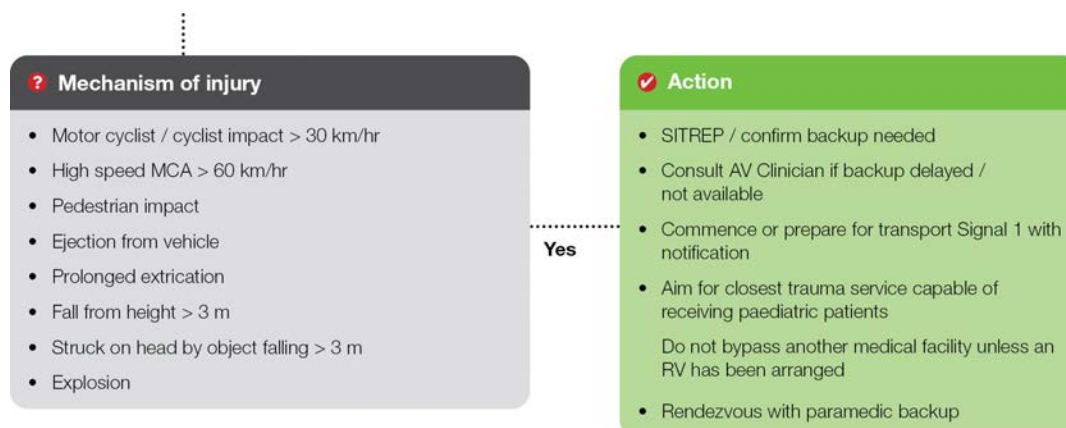 Mechanism of injury
• Motor cyclist / cyclist impact > 30 km/hr
• High speed MCA > 60 km/hr
• Pedestrian impact
• Ejection from vehicle
• Prolonged extrication
• Fall from height > 3 m
• Struck on head by object falling > 3 m
• Explosion
Yes
Action
• SITREP / confirm backup needed
• Consult AV Clinician if backup delayed /
not available
• Commence or prepare for transport Signal 1 with
notification
• Aim for closest trauma service capable of
receiving paediatric patients
Do not bypass another medical facility unless an
RV has been arranged
• Rendezvous with paramedic backup